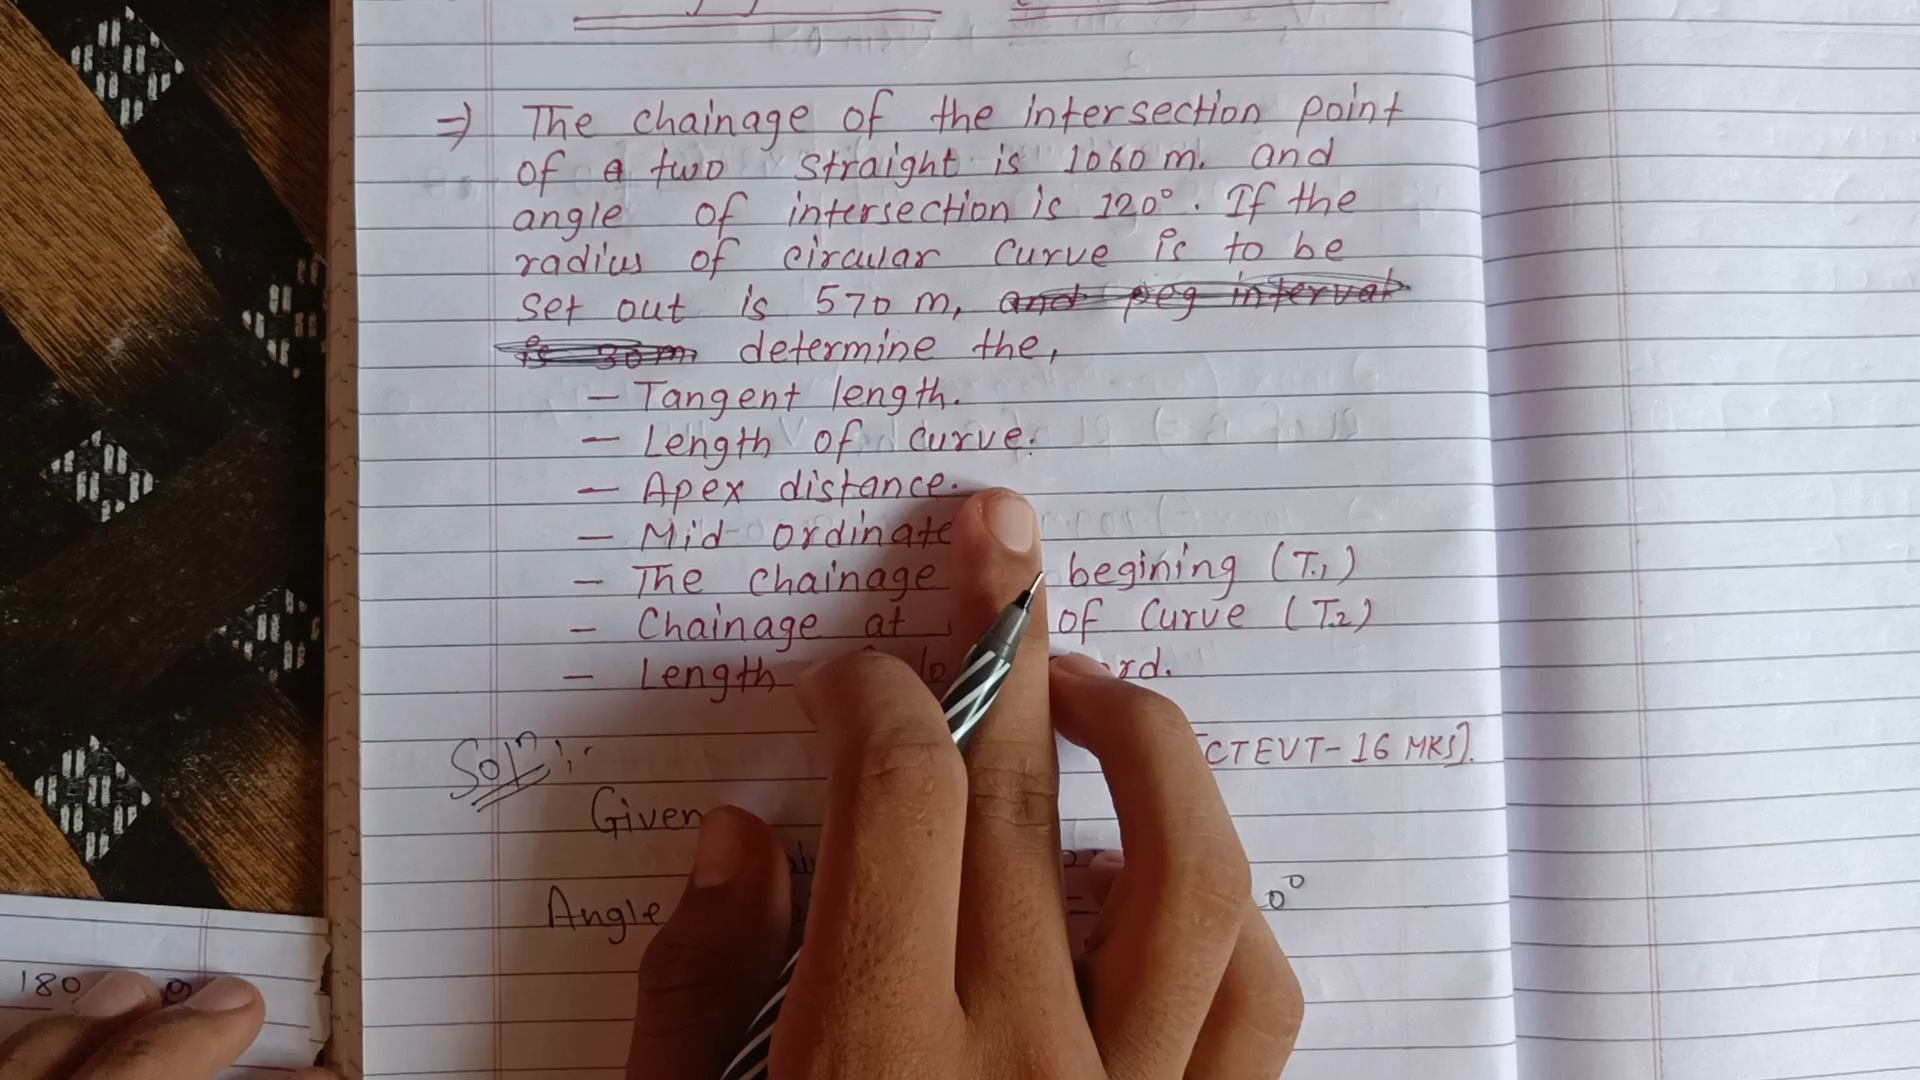 ⇒ The chainage of the intersection point
of a two straight is 1060 m. and
angle of intersection is 120°. If the
radius of circular curve is to be
set out is 570 m, and peg interval
is 30m determine the,
– Tangent length.
– Length of curve.
– Apex distance.
– Mid ordinate
– The chainage begining (T1)
– Chainage at of curve (T2)
– Length
[CTEVT- 16 MKS].
Solⁿ :-
Given
Angle = 0°
180